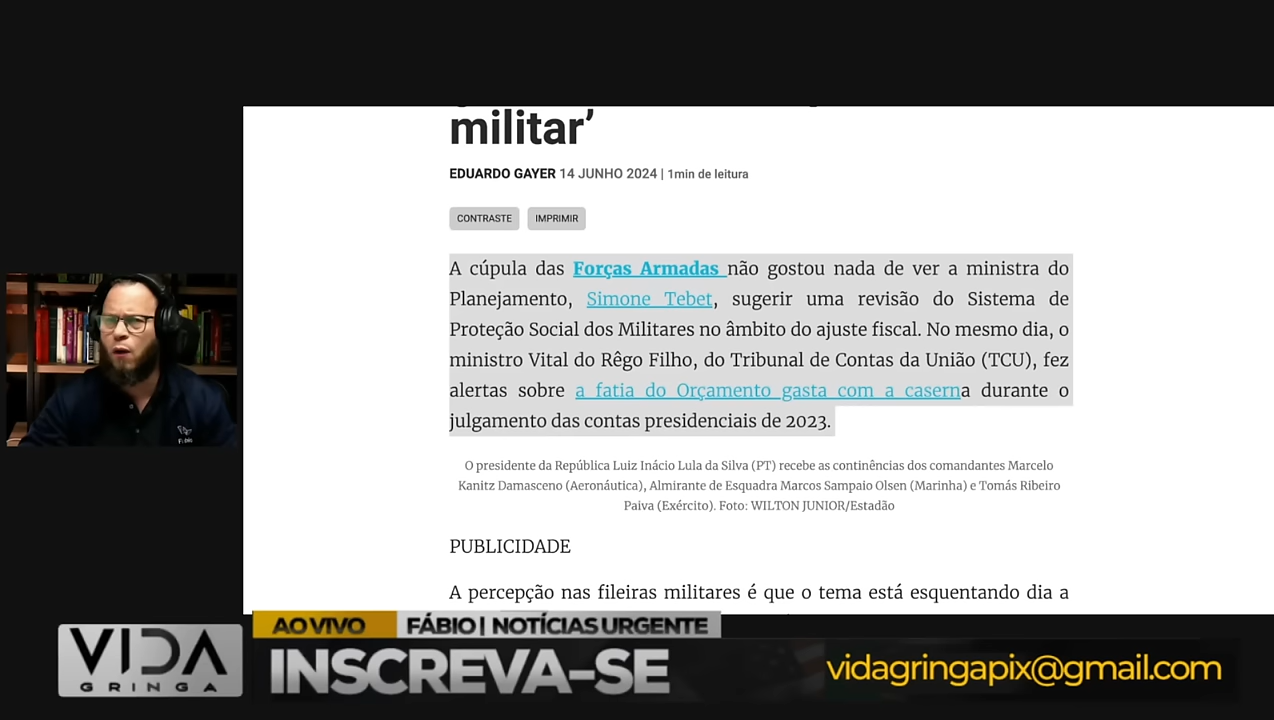 militar’
EDUARDO GAYER 14 JUNHO 2024 | 1min de leitura
CONTRASTE IMPRIMIR
A cúpula das Forças Armadas não gostou nada de ver a ministra do
Planejamento, Simone Tebet, sugerir uma revisão do Sistema de
Proteção Social dos Militares no âmbito do ajuste fiscal. No mesmo dia, o
ministro Vital do Rêgo Filho, do Tribunal de Contas da União (TCU), fez
alertas sobre a fatia do Orçamento gasta com a caserna durante o
julgamento das contas presidenciais de 2023.
O presidente da República Luiz Inácio Lula da Silva (PT) recebe as continências dos comandantes Marcelo
Kanitz Damasceno (Aeronáutica), Almirante de Esquadra Marcos Sampaio Olsen (Marinha) e Tomás Ribeiro
Paiva (Exército). Foto: WILTON JUNIOR/Estadão
PUBLICIDADE
A percepção nas fileiras militares é que o tema está esquentando dia a
AO VIVO FÁBIO | NOTÍCIAS URGENTE
VIDA
GRINGA
INSCREVA-SE
vidagringapix@gmail.com